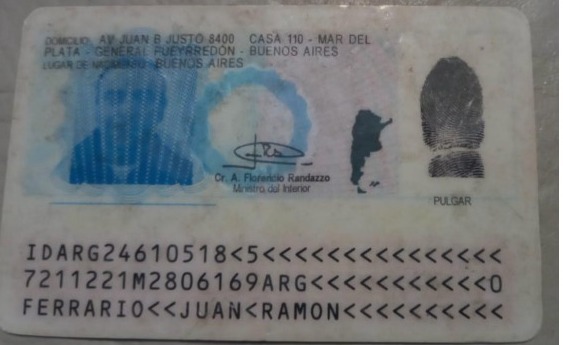 DOMICILIO: AV JUAN B JUSTO 8400 CASA 110 - MAR DEL
PLATA - GENERAL PUEYRREDÓN - BUENOS AIRES
LUGAR DE NACIMIENTO: BUENOS AIRES
Cr. A. Florencio Randazzo
Ministro del Interior
PULGAR
IDARG24610518<5<<<<<<<<<<<<<<<
7211221M2806169ARG<<<<<<<<<<<0
FERRARIO<<JUAN<RAMON<<<<<<<<<<